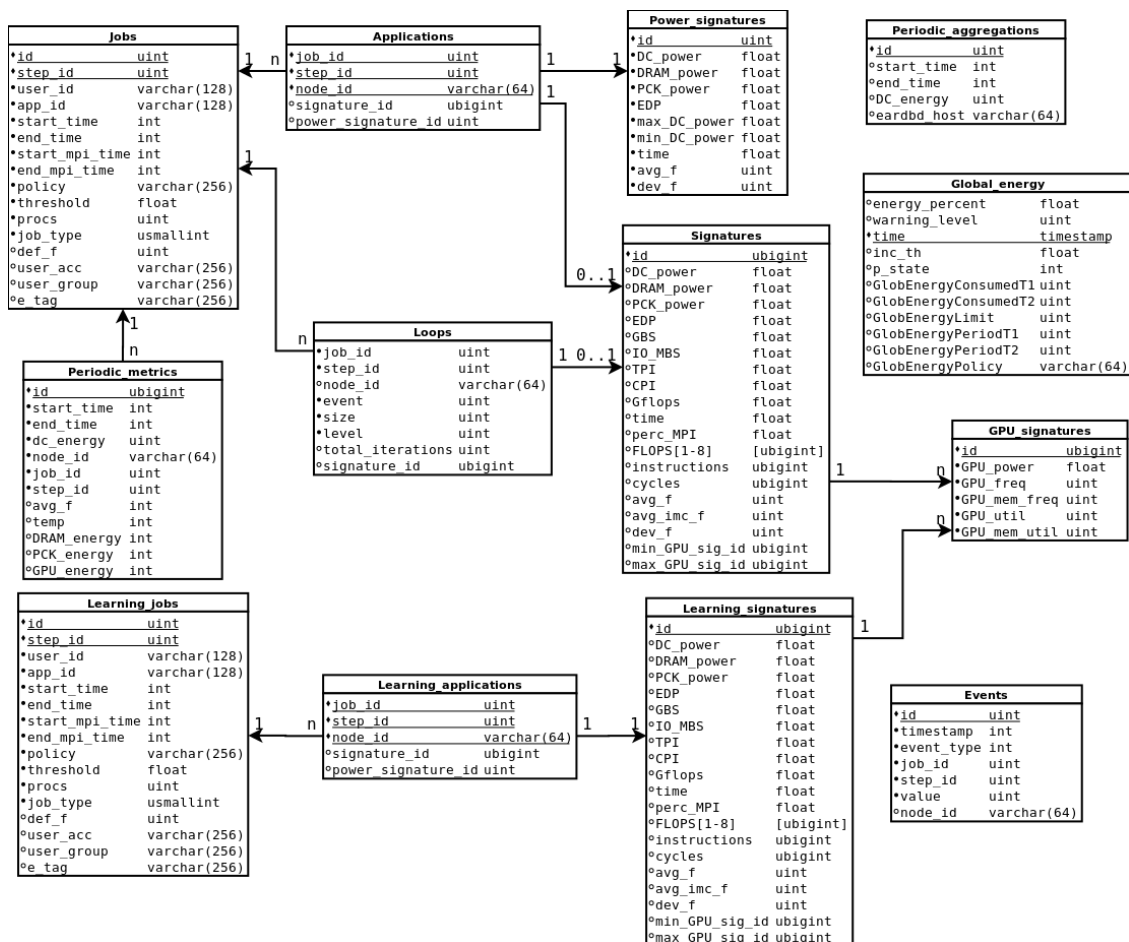 Jobs
id uint
step_id uint
user_id varchar(128)
app_id varchar(128)
start_time int
end_time int
start_mpi_time int
end_mpi_time int
policy varchar(256)
threshold float
procs uint
job_type usmallint
def_f uint
user_acc varchar(256)
user_group varchar(256)
e_tag varchar(256)
1 n
1
1
n
Applications
job_id uint
step_id uint
node_id varchar(64)
signature_id ubigint
power_signature_id uint
1 1
1
0..1
Power_signatures
id uint
DC_power float
DRAM_power float
PCK_power float
EDP float
max_DC_power float
min_DC_power float
time float
avg_f uint
dev_f uint
Periodic_aggregations
id uint
start_time int
end_time int
DC_energy uint
eardbd_host varchar(64)
Global_energy
energy_percent float
warning_level uint
time timestamp
inc_th float
p_state int
GlobEnergyConsumedT1 uint
GlobEnergyConsumedT2 uint
GlobEnergyLimit uint
GlobEnergyPeriodT1 uint
GlobEnergyPeriodT2 uint
GlobEnergyPolicy varchar(64)
Signatures
id ubigint
DC_power float
DRAM_power float
PCK_power float
EDP float
GBS float
IO_MBS float
TPI float
CPI float
Gflops float
time float
perc_MPI float
FLOPS[1-8] [ubigint]
instructions ubigint
cycles ubigint
avg_f uint
avg_imc_f uint
dev_f uint
min_GPU_sig_id ubigint
max_GPU_sig_id ubigint
Loops
job_id uint
step_id uint
node_id varchar(64)
event uint
size uint
level uint
total_iterations uint
signature_id ubigint
n
1 0..1
Periodic_metrics
id ubigint
start_time int
end_time int
dc_energy uint
node_id varchar(64)
job_id uint
step_id uint
avg_f int
temp int
DRAM_energy int
PCK_energy int
GPU_energy int
GPU_signatures
id ubigint
GPU_power float
GPU_freq uint
GPU_mem_freq uint
GPU_util uint
GPU_mem_util uint
1 n
n
1
Learning_jobs
id uint
step_id uint
user_id varchar(128)
app_id varchar(128)
start_time int
end_time int
start_mpi_time int
end_mpi_time int
policy varchar(256)
threshold float
procs uint
job_type usmallint
def_f uint
user_acc varchar(256)
user_group varchar(256)
e_tag varchar(256)
1 n
Learning_applications
job_id uint
step_id uint
node_id varchar(64)
signature_id ubigint
power_signature_id uint
1 1
Learning_signatures
id ubigint
DC_power float
DRAM_power float
PCK_power float
EDP float
GBS float
IO_MBS float
TPI float
CPI float
Gflops float
time float
perc_MPI float
FLOPS[1-8] [ubigint]
instructions ubigint
cycles ubigint
avg_f uint
avg_imc_f uint
dev_f uint
min_GPU_sig_id ubigint
max_GPU_sig_id ubigint
Events
id uint
timestamp int
event_type int
job_id uint
step_id uint
value uint
node_id varchar(64)